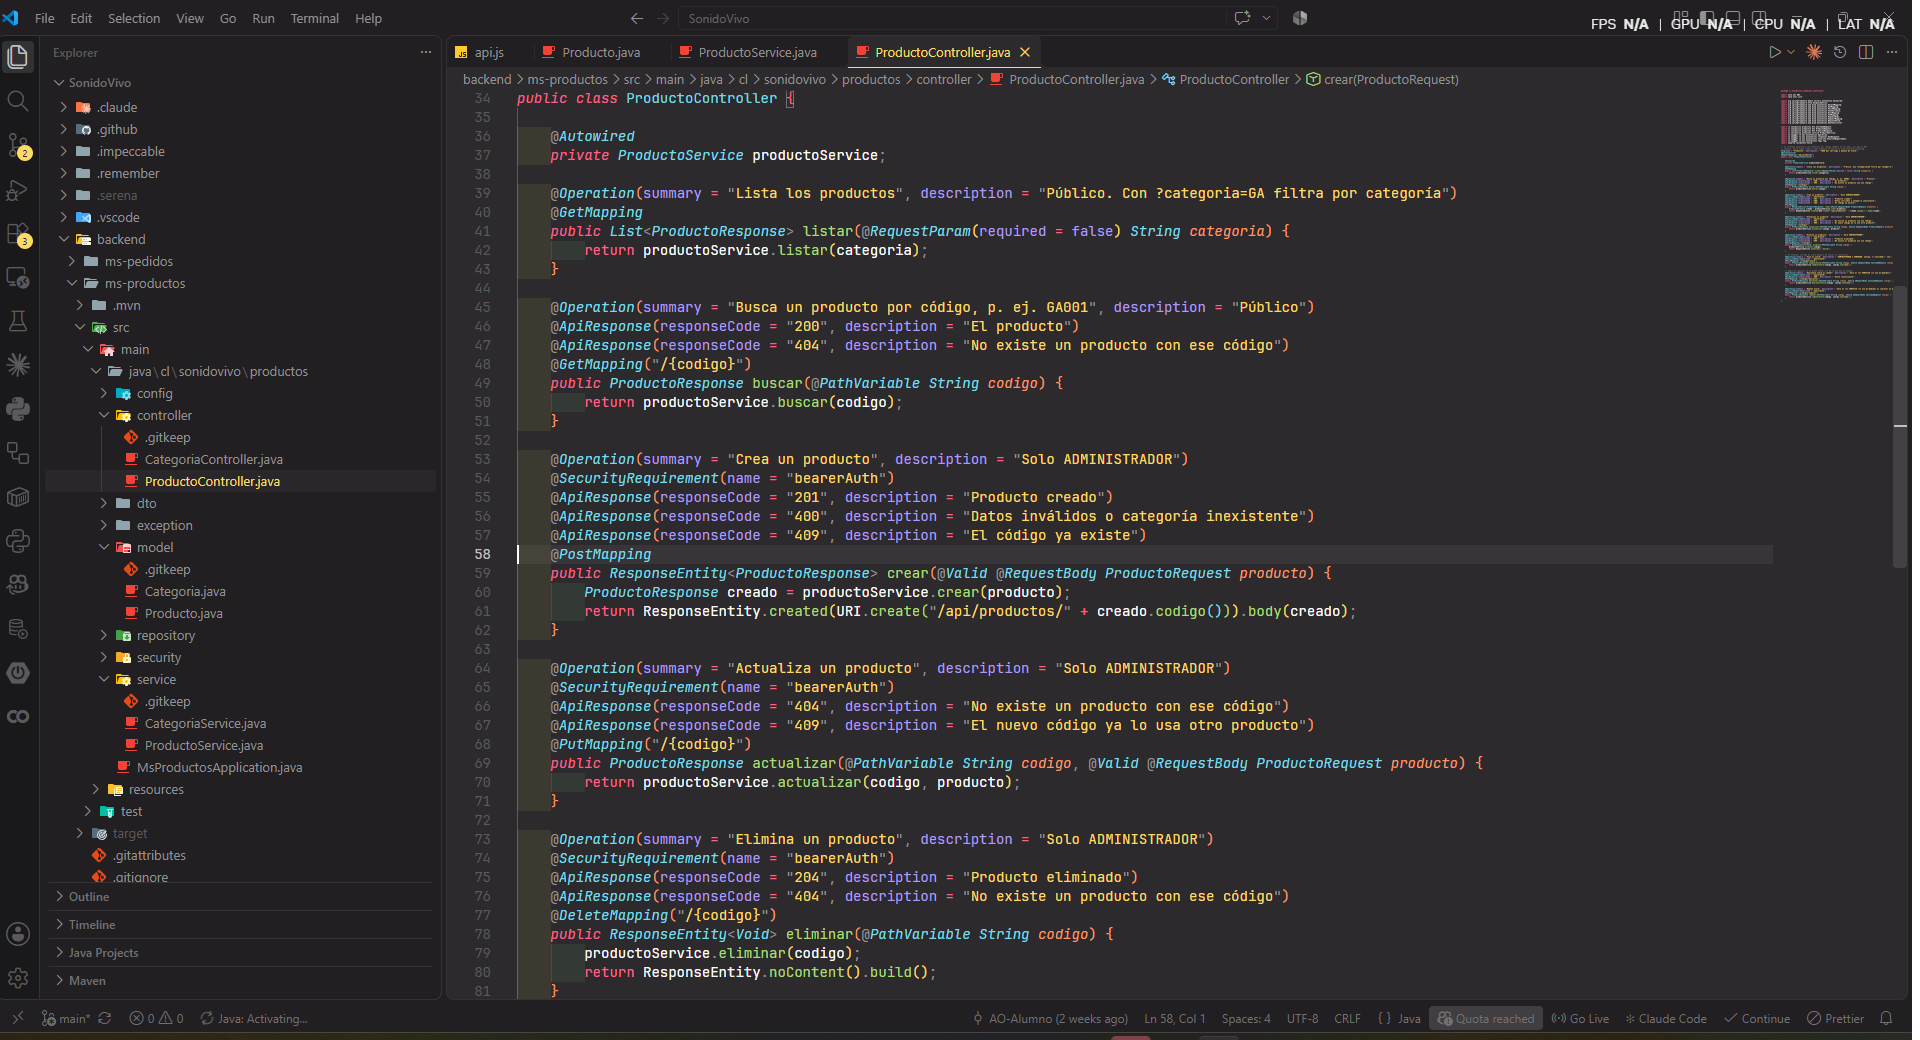 File Edit Selection View Go Run Terminal Help
SonidoVivo
FPS N/A | GPU N/A | CPU N/A | LAT N/A
Explorer
SonidoVivo
.claude
.github
.impeccable
.remember
.serena
.vscode
backend
ms-pedidos
ms-productos
.mvn
src
main
java\cl\sonidovivo\productos
config
controller
.gitkeep
CategoriaController.java
ProductoController.java
dto
exception
model
.gitkeep
Categoria.java
Producto.java
repository
security
service
.gitkeep
CategoriaService.java
ProductoService.java
MsProductosApplication.java
resources
test
target
.gitattributes
.gitignore
Outline
Timeline
Java Projects
Maven
2
3
api.js Producto.java ProductoService.java ProductoController.java
backend > ms-productos > src > main > java > cl > sonidovivo > productos > controller > ProductoController.java > ProductoController > crear(ProductoRequest)
34 public class ProductoController {
35
36 @Autowired
37 private ProductoService productoService;
38
39 @Operation(summary = "Lista los productos", description = "Público. Con ?categoria=GA filtra por categoría")
40 @GetMapping
41 public List<ProductoResponse> listar(@RequestParam(required = false) String categoria) {
42 return productoService.listar(categoria);
43 }
44
45 @Operation(summary = "Busca un producto por código, p. ej. GA001", description = "Público")
46 @ApiResponse(responseCode = "200", description = "El producto")
47 @ApiResponse(responseCode = "404", description = "No existe un producto con ese código")
48 @GetMapping("/{codigo}")
49 public ProductoResponse buscar(@PathVariable String codigo) {
50 return productoService.buscar(codigo);
51 }
52
53 @Operation(summary = "Crea un producto", description = "Solo ADMINISTRADOR")
54 @SecurityRequirement(name = "bearerAuth")
55 @ApiResponse(responseCode = "201", description = "Producto creado")
56 @ApiResponse(responseCode = "400", description = "Datos inválidos o categoría inexistente")
57 @ApiResponse(responseCode = "409", description = "El código ya existe")
58 @PostMapping
59 public ResponseEntity<ProductoResponse> crear(@Valid @RequestBody ProductoRequest producto) {
60 ProductoResponse creado = productoService.crear(producto);
61 return ResponseEntity.created(URI.create("/api/productos/" + creado.codigo())).body(creado);
62 }
63
64 @Operation(summary = "Actualiza un producto", description = "Solo ADMINISTRADOR")
65 @SecurityRequirement(name = "bearerAuth")
66 @ApiResponse(responseCode = "404", description = "No existe un producto con ese código")
67 @ApiResponse(responseCode = "409", description = "El nuevo código ya lo usa otro producto")
68 @PutMapping("/{codigo}")
69 public ProductoResponse actualizar(@PathVariable String codigo, @Valid @RequestBody ProductoRequest producto) {
70 return productoService.actualizar(codigo, producto);
71 }
72
73 @Operation(summary = "Elimina un producto", description = "Solo ADMINISTRADOR")
74 @SecurityRequirement(name = "bearerAuth")
75 @ApiResponse(responseCode = "204", description = "Producto eliminado")
76 @ApiResponse(responseCode = "404", description = "No existe un producto con ese código")
77 @DeleteMapping("/{codigo}")
78 public ResponseEntity<Void> eliminar(@PathVariable String codigo) {
79 productoService.eliminar(codigo);
80 return ResponseEntity.noContent().build();
81 }
main* 0 0 Java: Activating... AO-Alumno (2 weeks ago) Ln 58, Col 1 Spaces: 4 UTF-8 CRLF {} Java Quota reached Go Live Claude Code Continue Prettier